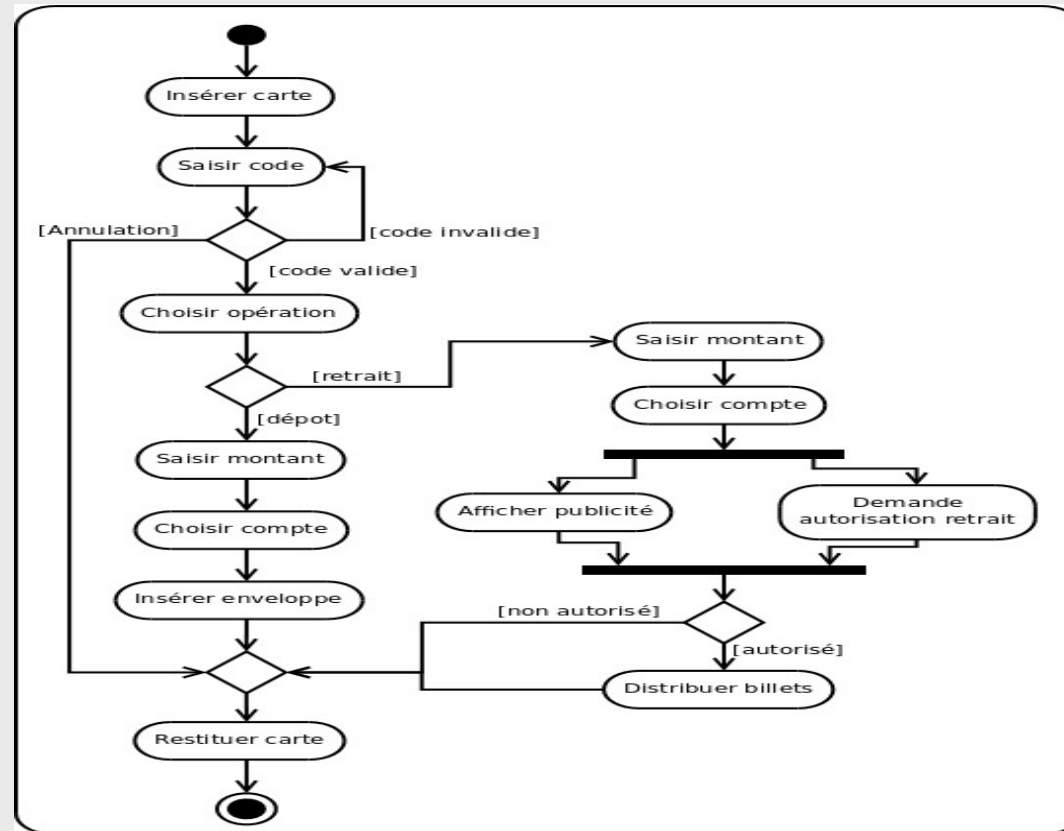 Insérer carte
Saisir code
[Annulation]
[code invalide]
[code valide]
Choisir opération
[retrait]
[dépot]
Saisir montant
Choisir compte
Insérer enveloppe
Saisir montant
Choisir compte
Afficher publicité
Demande
autorisation retrait
[non autorisé]
[autorisé]
Distribuer billets
Restituer carte